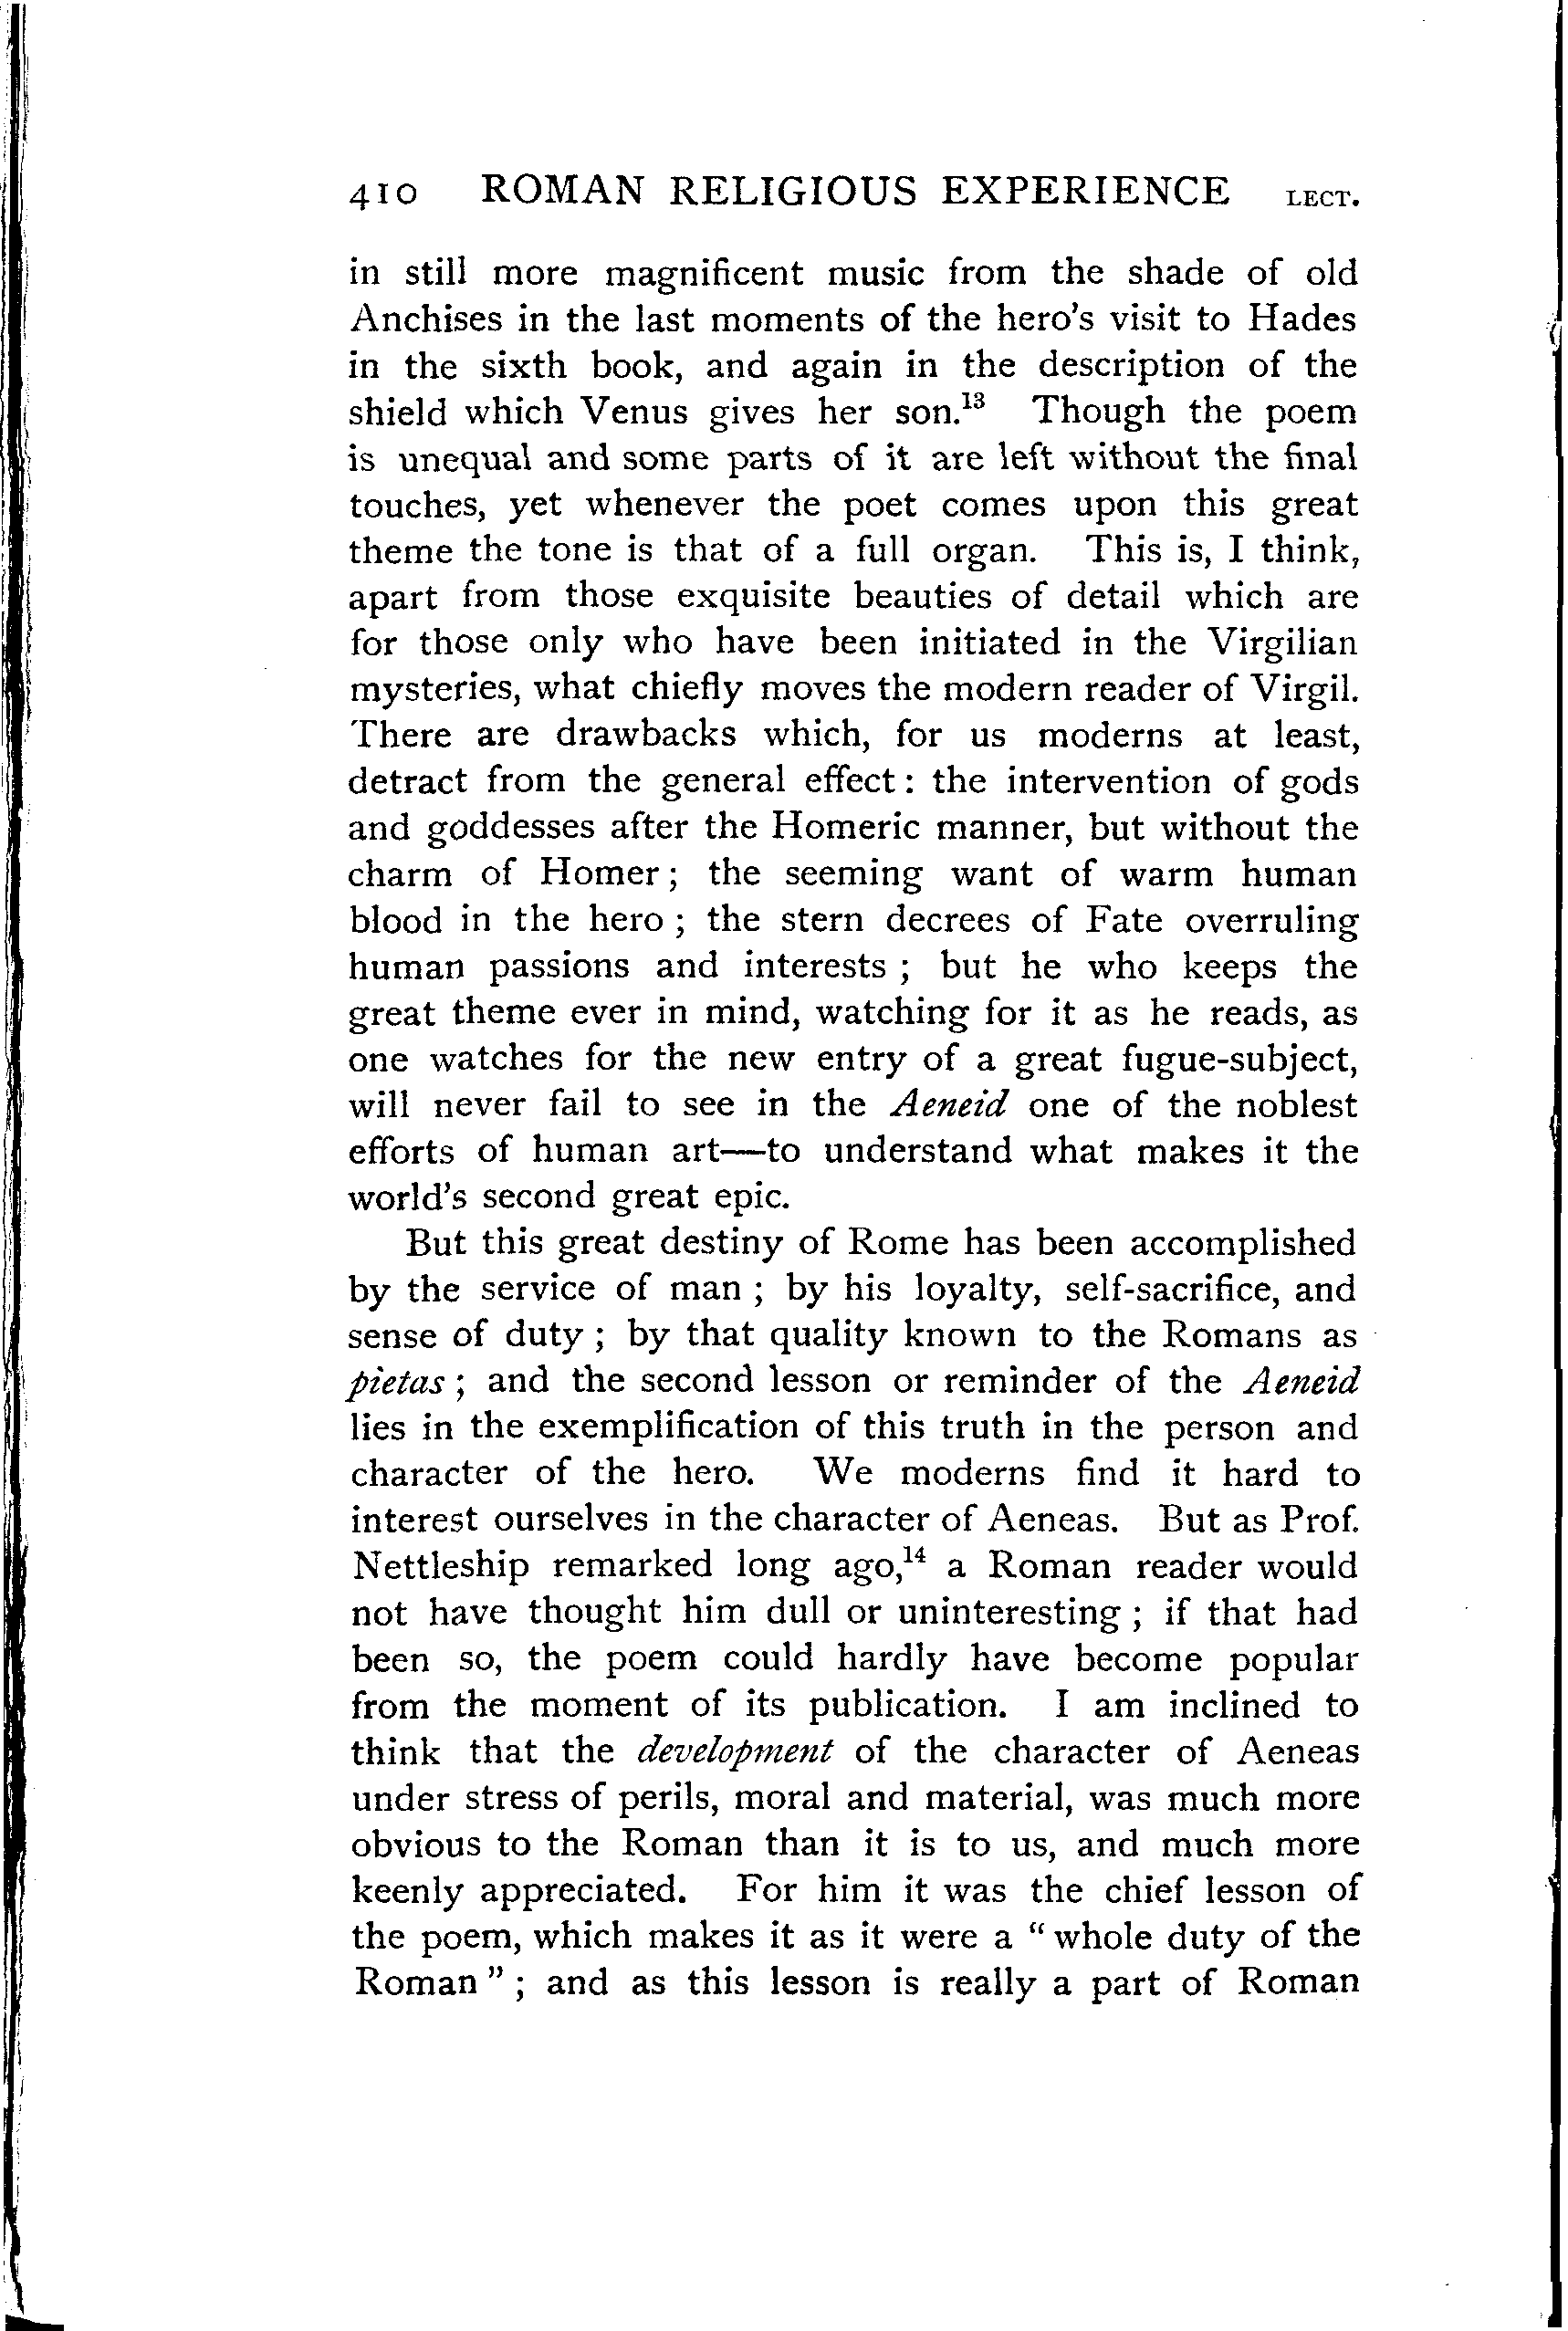 410 ROMAN RELIGIOUS EXPERIENCE LECT.
in still more magnificent music from the shade of old
Anchises in the last moments of the hero's visit to Hades
in the sixth book, and again in the description of the
shield which Venus gives her son.¹³ Though the poem
is unequal and some parts of it are left without the final
touches, yet whenever the poet comes upon this great
theme the tone is that of a full organ. This is, I think,
apart from those exquisite beauties of detail which are
for those only who have been initiated in the Virgilian
mysteries, what chiefly moves the modern reader of Virgil.
There are drawbacks which, for us moderns at least,
detract from the general effect : the intervention of gods
and goddesses after the Homeric manner, but without the
charm of Homer ; the seeming want of warm human
blood in the hero ; the stern decrees of Fate overruling
human passions and interests ; but he who keeps the
great theme ever in mind, watching for it as he reads, as
one watches for the new entry of a great fugue-subject,
will never fail to see in the Aeneid one of the noblest
efforts of human art—to understand what makes it the
world's second great epic.
But this great destiny of Rome has been accomplished
by the service of man ; by his loyalty, self-sacrifice, and
sense of duty ; by that quality known to the Romans as
pietas ; and the second lesson or reminder of the Aeneid
lies in the exemplification of this truth in the person and
character of the hero. We moderns find it hard to
interest ourselves in the character of Aeneas. But as Prof.
Nettleship remarked long ago,¹⁴ a Roman reader would
not have thought him dull or uninteresting ; if that had
been so, the poem could hardly have become popular
from the moment of its publication. I am inclined to
think that the development of the character of Aeneas
under stress of perils, moral and material, was much more
obvious to the Roman than it is to us, and much more
keenly appreciated. For him it was the chief lesson of
the poem, which makes it as it were a " whole duty of the
Roman " ; and as this lesson is really a part of Roman